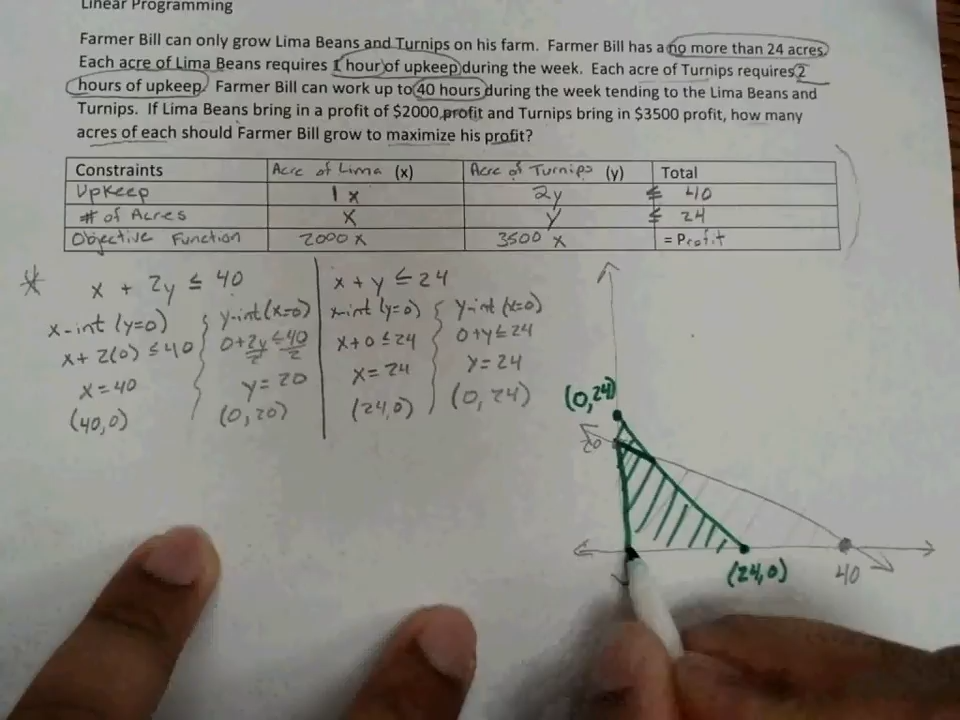 Linear Programming
Farmer Bill can only grow Lima Beans and Turnips on his farm. Farmer Bill has a no more than 24 acres.
Each acre of Lima Beans requires 1 hour of upkeep during the week. Each acre of Turnips requires 2
hours of upkeep. Farmer Bill can work up to 40 hours during the week tending to the Lima Beans and
Turnips. If Lima Beans bring in a profit of $2000 profit and Turnips bring in $3500 profit, how many
acres of each should Farmer Bill grow to maximize his profit?
Constraints Acre of Lima (x) Acre of Turnips (y) Total
Upkeep 1x 2y ≤ 40
# of Acres x y ≤ 24
Objective Function 2000x 3500x = Profit
* x + 2y ≤ 40
x-int (y=0)
x + 2(0) ≤ 40
x = 40
(40,0)
y-int (x=0)
0+2y ≤ 40
2 2
y = 20
(0,20)
x + y ≤ 24
x-int (y=0)
x+0 ≤ 24
x = 24
(24,0)
y-int (x=0)
0+y ≤ 24
y = 24
(0,24)
(0,24)
20
(24,0)
40